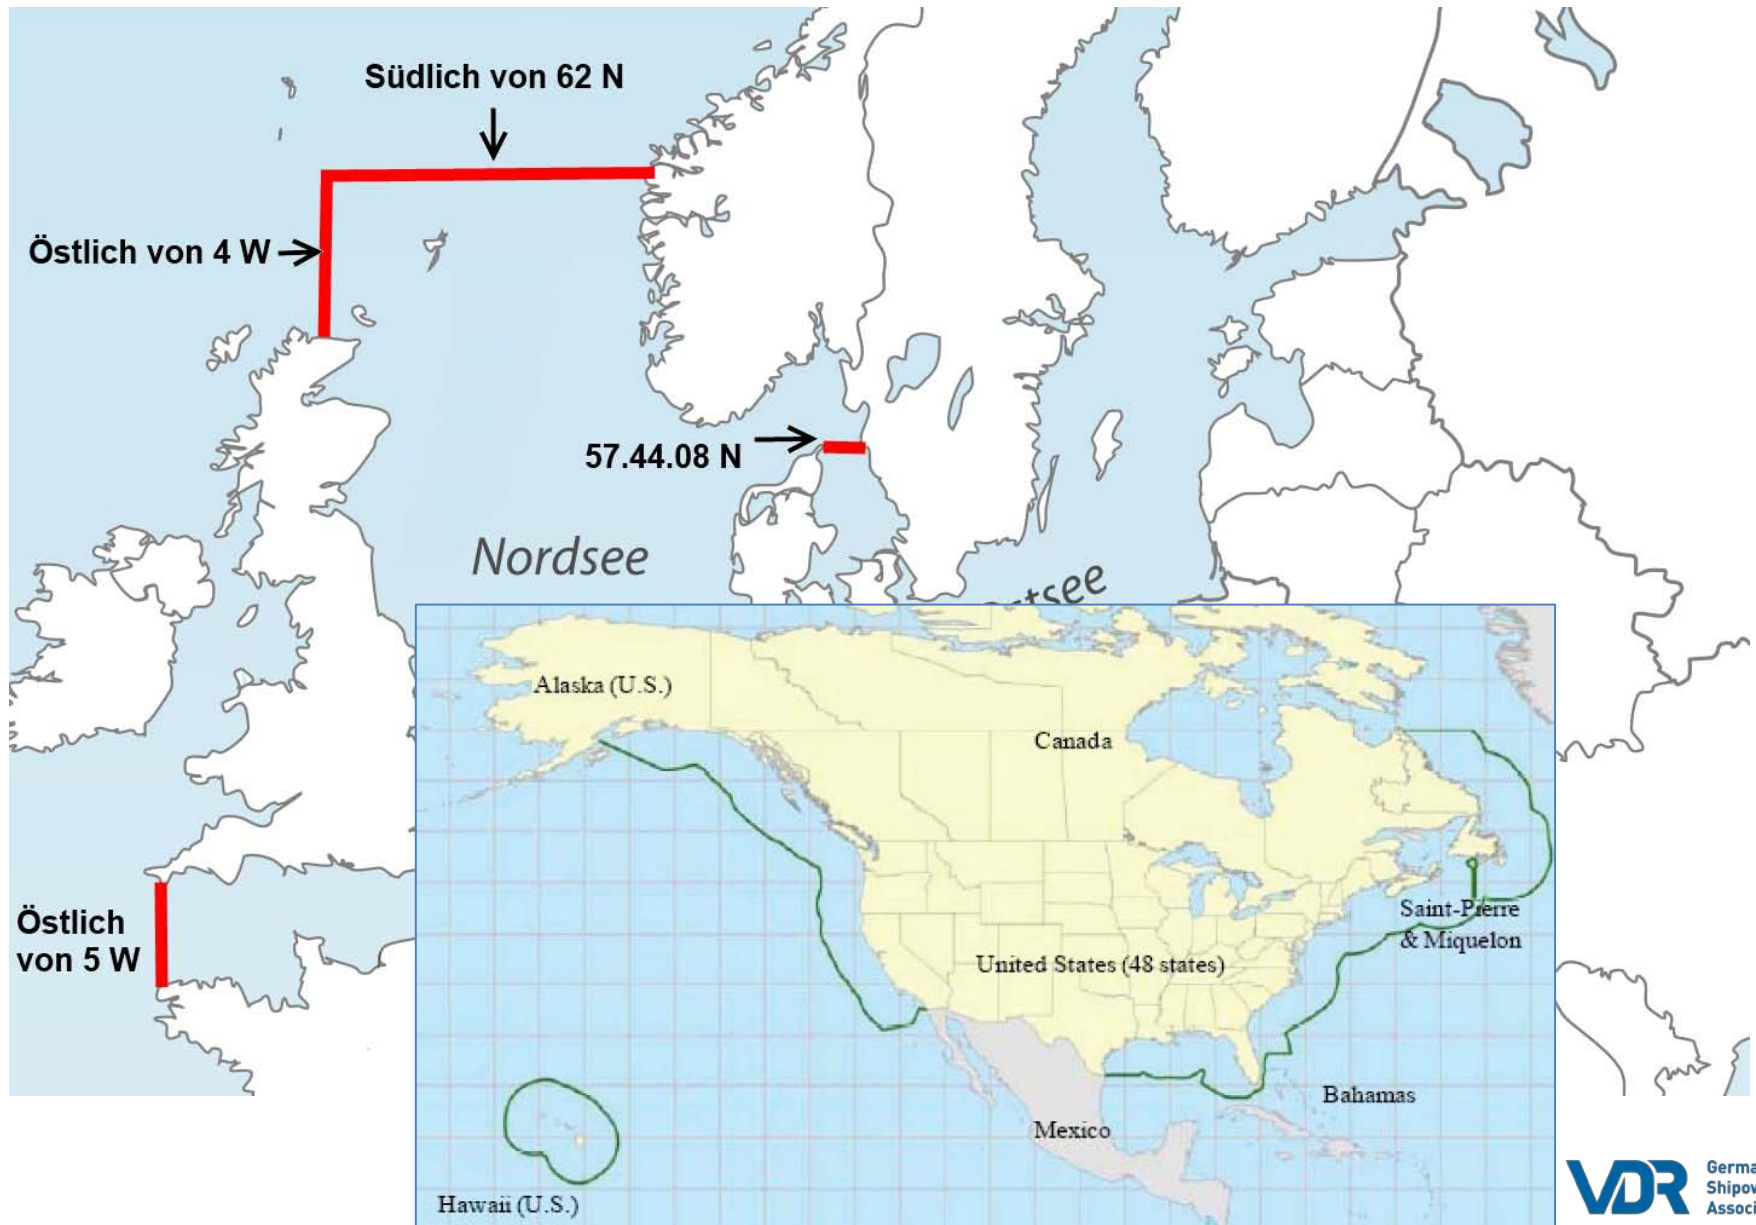 Südlich von 62 N
Östlich von 4 W
57.44.08 N
Nordsee
Alaska (U.S.)
Canada
Östlich
von 5 W
Saint-Pierre
& Miquelon
United States (48 states)
Bahamas
Mexico
Hawaii (U.S.)
VDR